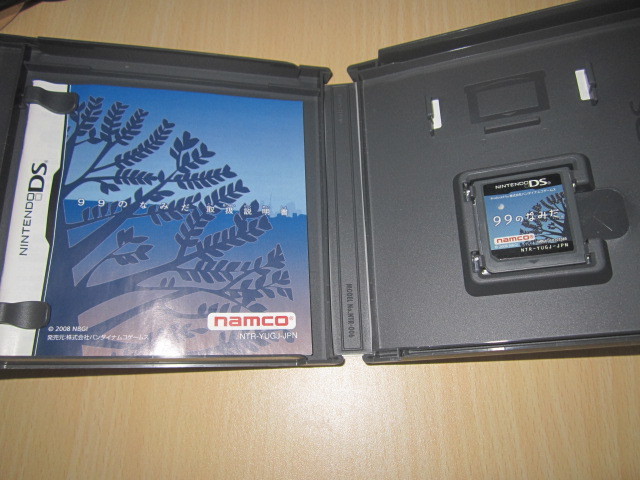 NINTENDO DS
99のなみだ 取扱説明書
© 2008 NBGI
発売元:株式会社バンダイナムコゲームス
namco
NTR-YUGJ-JPN
NINTENDO DS
99のなみだ
namco
NTR-YUGJ-JPN